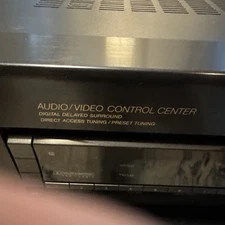 AUDIO/VIDEO CONTROL CENTER
DIGITAL DELAYED SURROUND
DIRECT ACCESS TUNING/PRESET TUNING